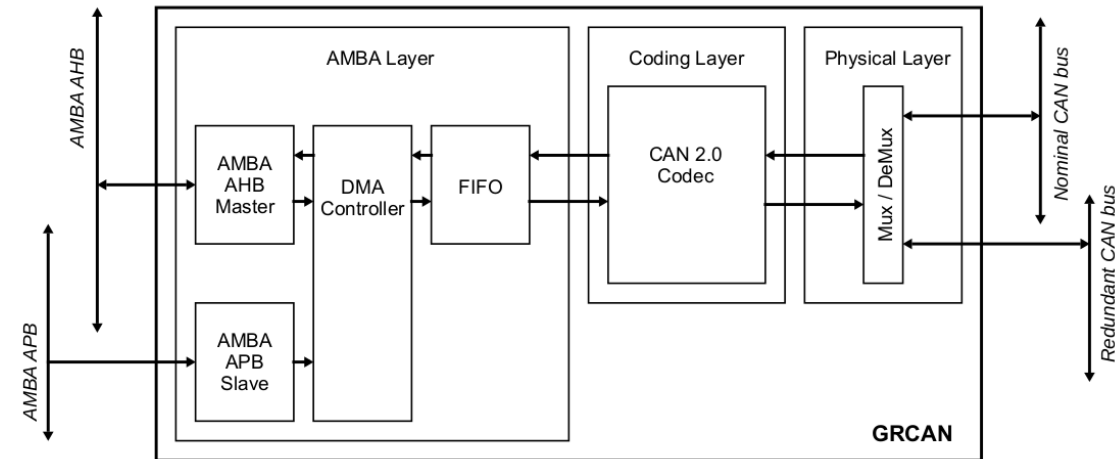 AMBA AHB
AMBA APB
AMBA Layer
AMBA
AHB
Master
DMA
Controller
FIFO
AMBA
APB
Slave
Coding Layer
CAN 2.0
Codec
Physical Layer
Mux / DeMux
Nominal CAN bus
Redundant CAN bus
GRCAN